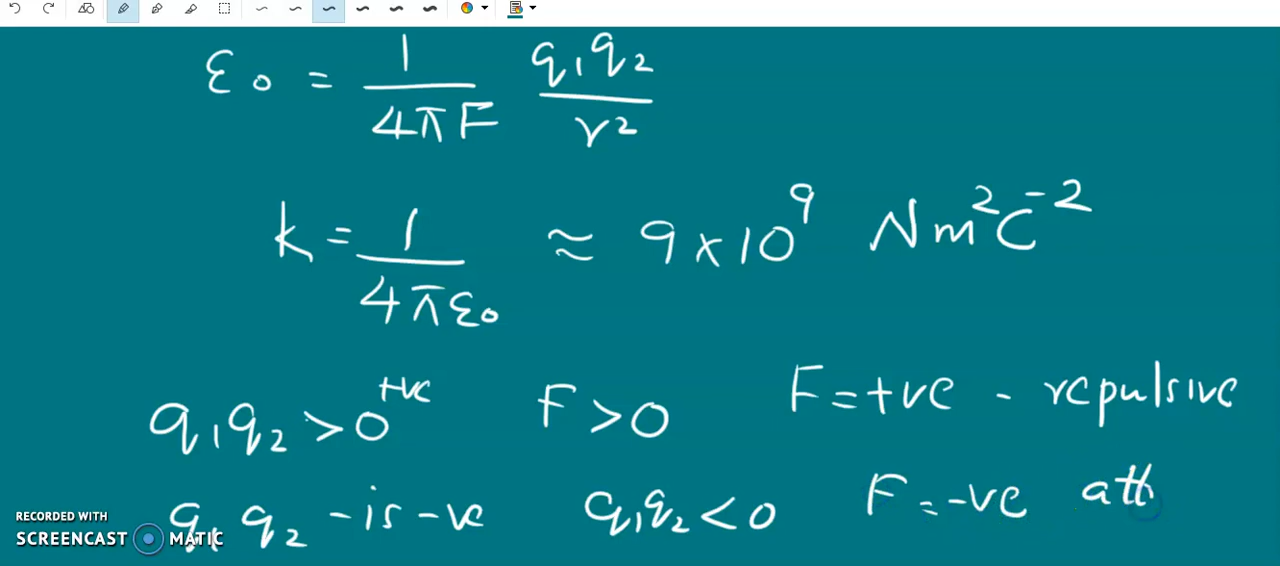 ε₀ = 1/4πF q₁q₂/r²
k = 1/4πε₀ ≈ 9×10⁹ Nm²C⁻²
q₁q₂ > 0 +ve F > 0 F = +ve - repulsive
q₁ q₂ - is -ve q₁q₂ < 0 F = -ve att
RECORDED WITH
SCREENCAST MATIC